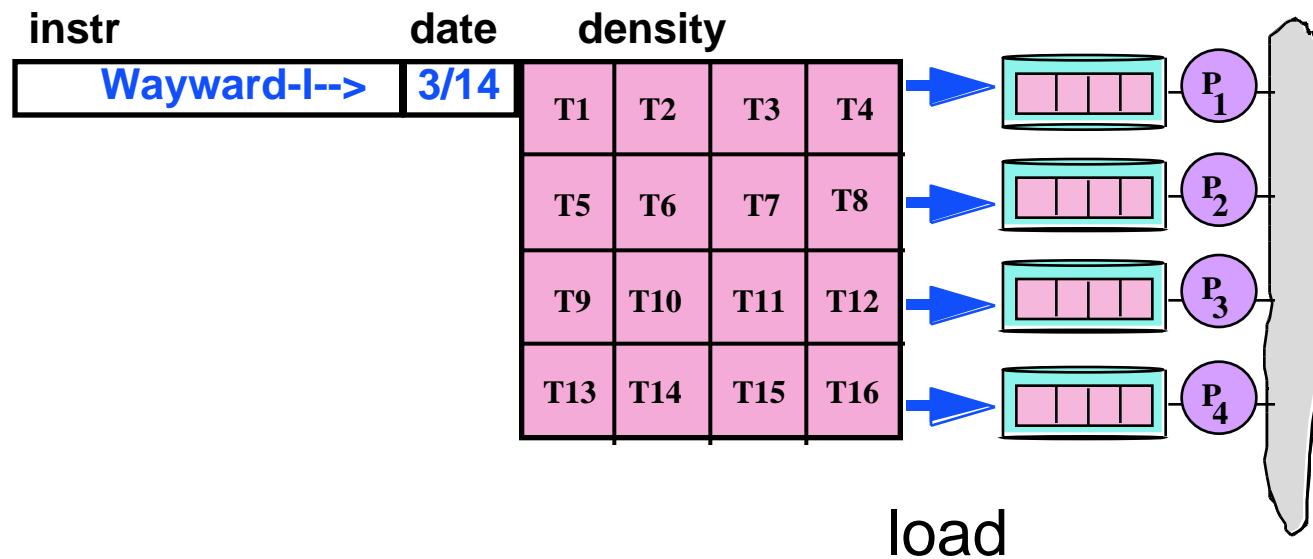 instr date density
Wayward-I--> 3/14
T1 T2 T3 T4
P1
T5 T6 T7 T8
P2
T9 T10 T11 T12
P3
T13 T14 T15 T16
P4
load